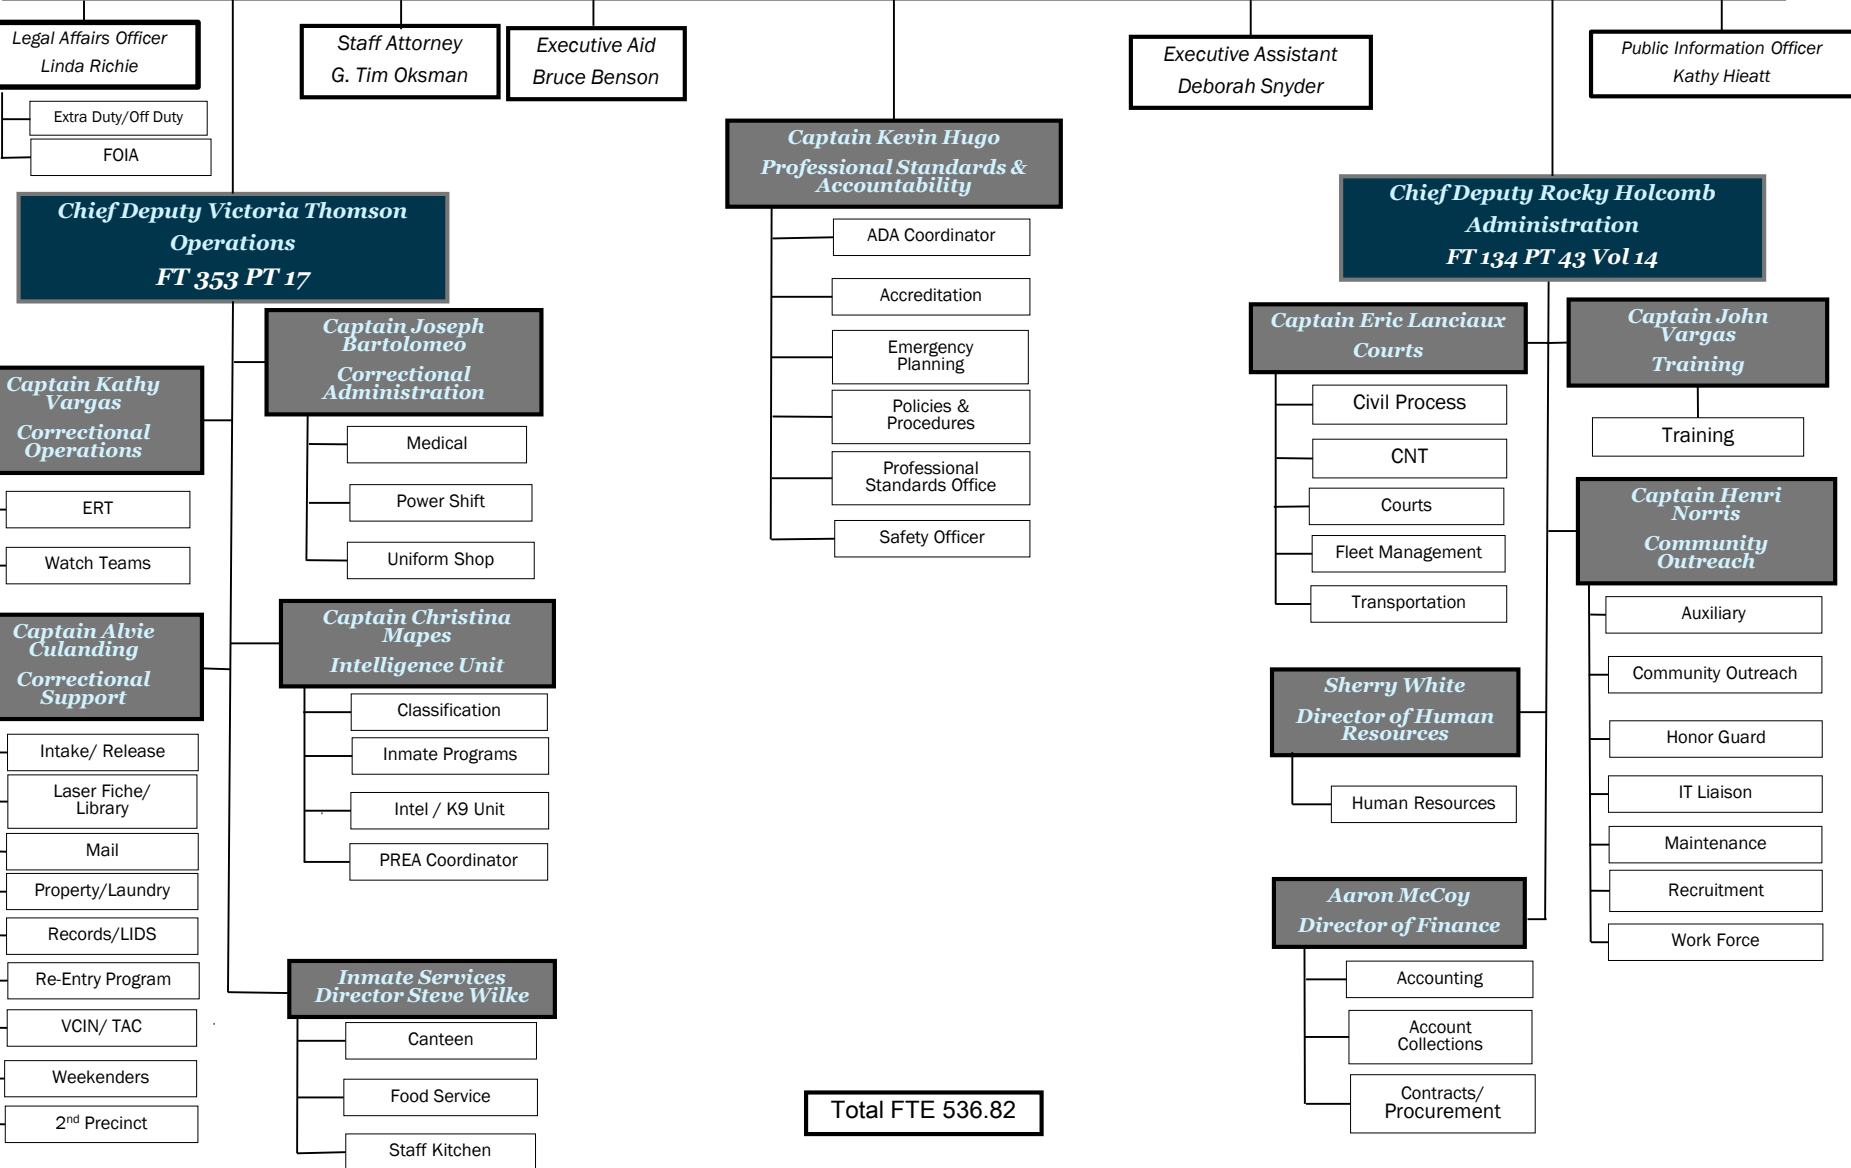 Legal Affairs Officer
Linda Richie
Extra Duty/Off Duty
FOIA
Staff Attorney
G. Tim Oksman
Executive Aid
Bruce Benson
Executive Assistant
Deborah Snyder
Public Information Officer
Kathy Hieatt
Chief Deputy Victoria Thomson
Operations
FT 353 PT 17
Captain Kathy
Vargas
Correctional
Operations
ERT
Watch Teams
Captain Alvie
Culanding
Correctional
Support
Intake/ Release
Laser Fiche/
Library
Mail
Property/Laundry
Records/LIDS
Re-Entry Program
VCIN/ TAC
Weekenders
2nd Precinct
Captain Joseph
Bartolomeo
Correctional
Administration
Medical
Power Shift
Uniform Shop
Captain Christina
Mapes
Intelligence Unit
Classification
Inmate Programs
Intel / K9 Unit
PREA Coordinator
Inmate Services
Director Steve Wilke
Canteen
Food Service
Staff Kitchen
Captain Kevin Hugo
Professional Standards &
Accountability
ADA Coordinator
Accreditation
Emergency
Planning
Policies &
Procedures
Professional
Standards Office
Safety Officer
Total FTE 536.82
Chief Deputy Rocky Holcomb
Administration
FT 134 PT 43 Vol 14
Captain Eric Lanciaux
Courts
Civil Process
CNT
Courts
Fleet Management
Transportation
Sherry White
Director of Human
Resources
Human Resources
Aaron McCoy
Director of Finance
Accounting
Account
Collections
Contracts/
Procurement
Captain John
Vargas
Training
Training
Captain Henri
Norris
Community
Outreach
Auxiliary
Community Outreach
Honor Guard
IT Liaison
Maintenance
Recruitment
Work Force